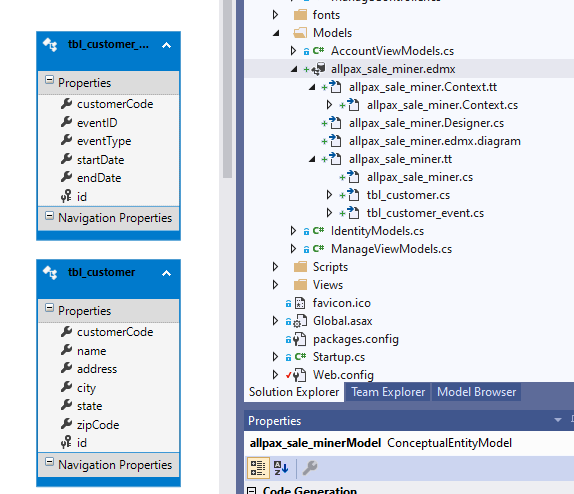 tbl_customer_...
Properties
customerCode
eventID
eventType
startDate
endDate
id
Navigation Properties
tbl_customer
Properties
customerCode
name
address
city
state
zipCode
id
Navigation Properties
fonts
Models
C# AccountViewModels.cs
allpax_sale_miner.edmx
allpax_sale_miner.Context.tt
allpax_sale_miner.Context.cs
allpax_sale_miner.Designer.cs
allpax_sale_miner.edmx.diagram
allpax_sale_miner.tt
allpax_sale_miner.cs
tbl_customer.cs
tbl_customer_event.cs
C# IdentityModels.cs
C# ManageViewModels.cs
Scripts
Views
favicon.ico
Global.asax
packages.config
C# Startup.cs
Web.config
Solution Explorer Team Explorer Model Browser
Properties
allpax_sale_minerModel ConceptualEntityModel
Code Generation